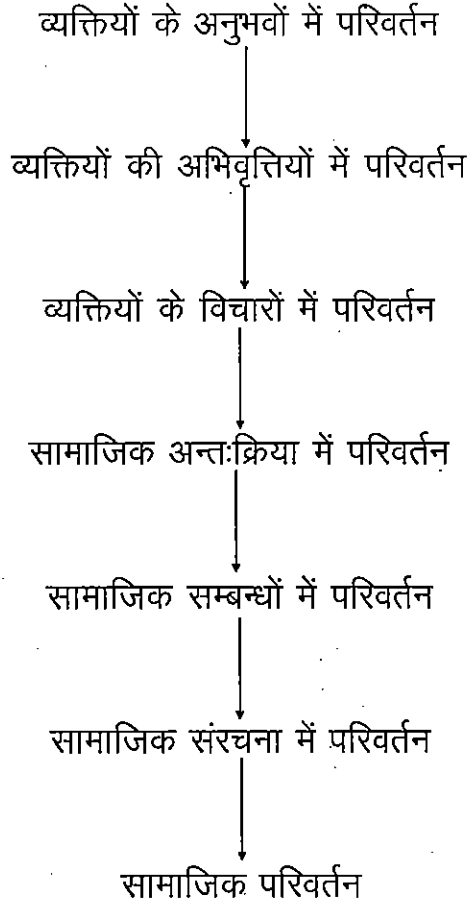 व्यक्तियों के अनुभवों में परिवर्तन
व्यक्तियों की अभिवृत्तियों में परिवर्तन
व्यक्तियों के विचारों में परिवर्तन
सामाजिक अन्तःक्रिया में परिवर्तन
सामाजिक सम्बन्धों में परिवर्तन
सामाजिक संरचना में परिवर्तन
सामाजिक परिवर्तन